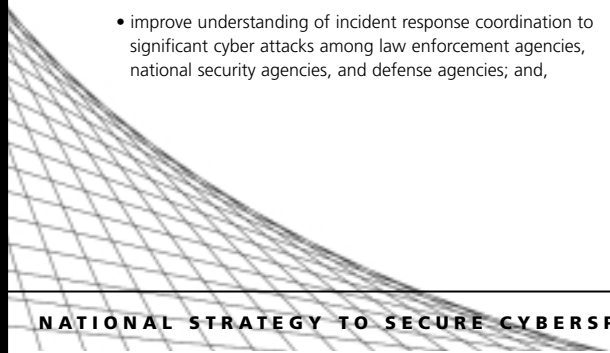 • improve understanding of incident response coordination to
significant cyber attacks among law enforcement agencies,
national security agencies, and defense agencies; and,
NATIONAL STRATEGY TO SECURE